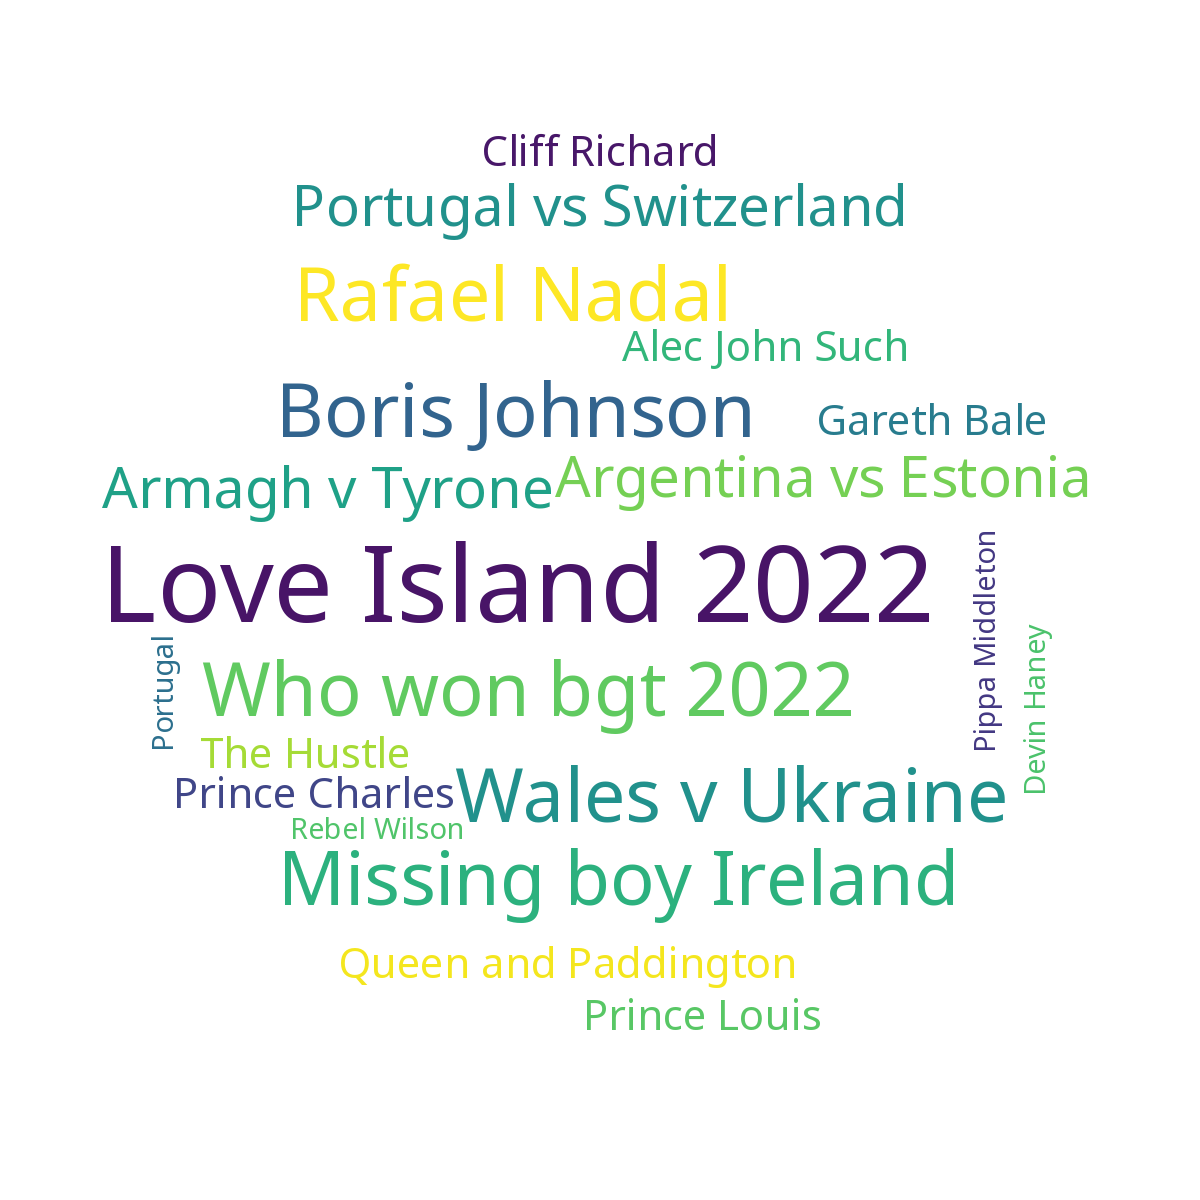 Cliff Richard
Portugal vs Switzerland
Rafael Nadal
Alec John Such
Boris Johnson
Gareth Bale
Armagh v Tyrone
Argentina vs Estonia
Love Island 2022
Pippa Middleton
Devin Haney
Portugal
Who won bgt 2022
The Hustle
Prince Charles
Wales v Ukraine
Rebel Wilson
Missing boy Ireland
Queen and Paddington
Prince Louis